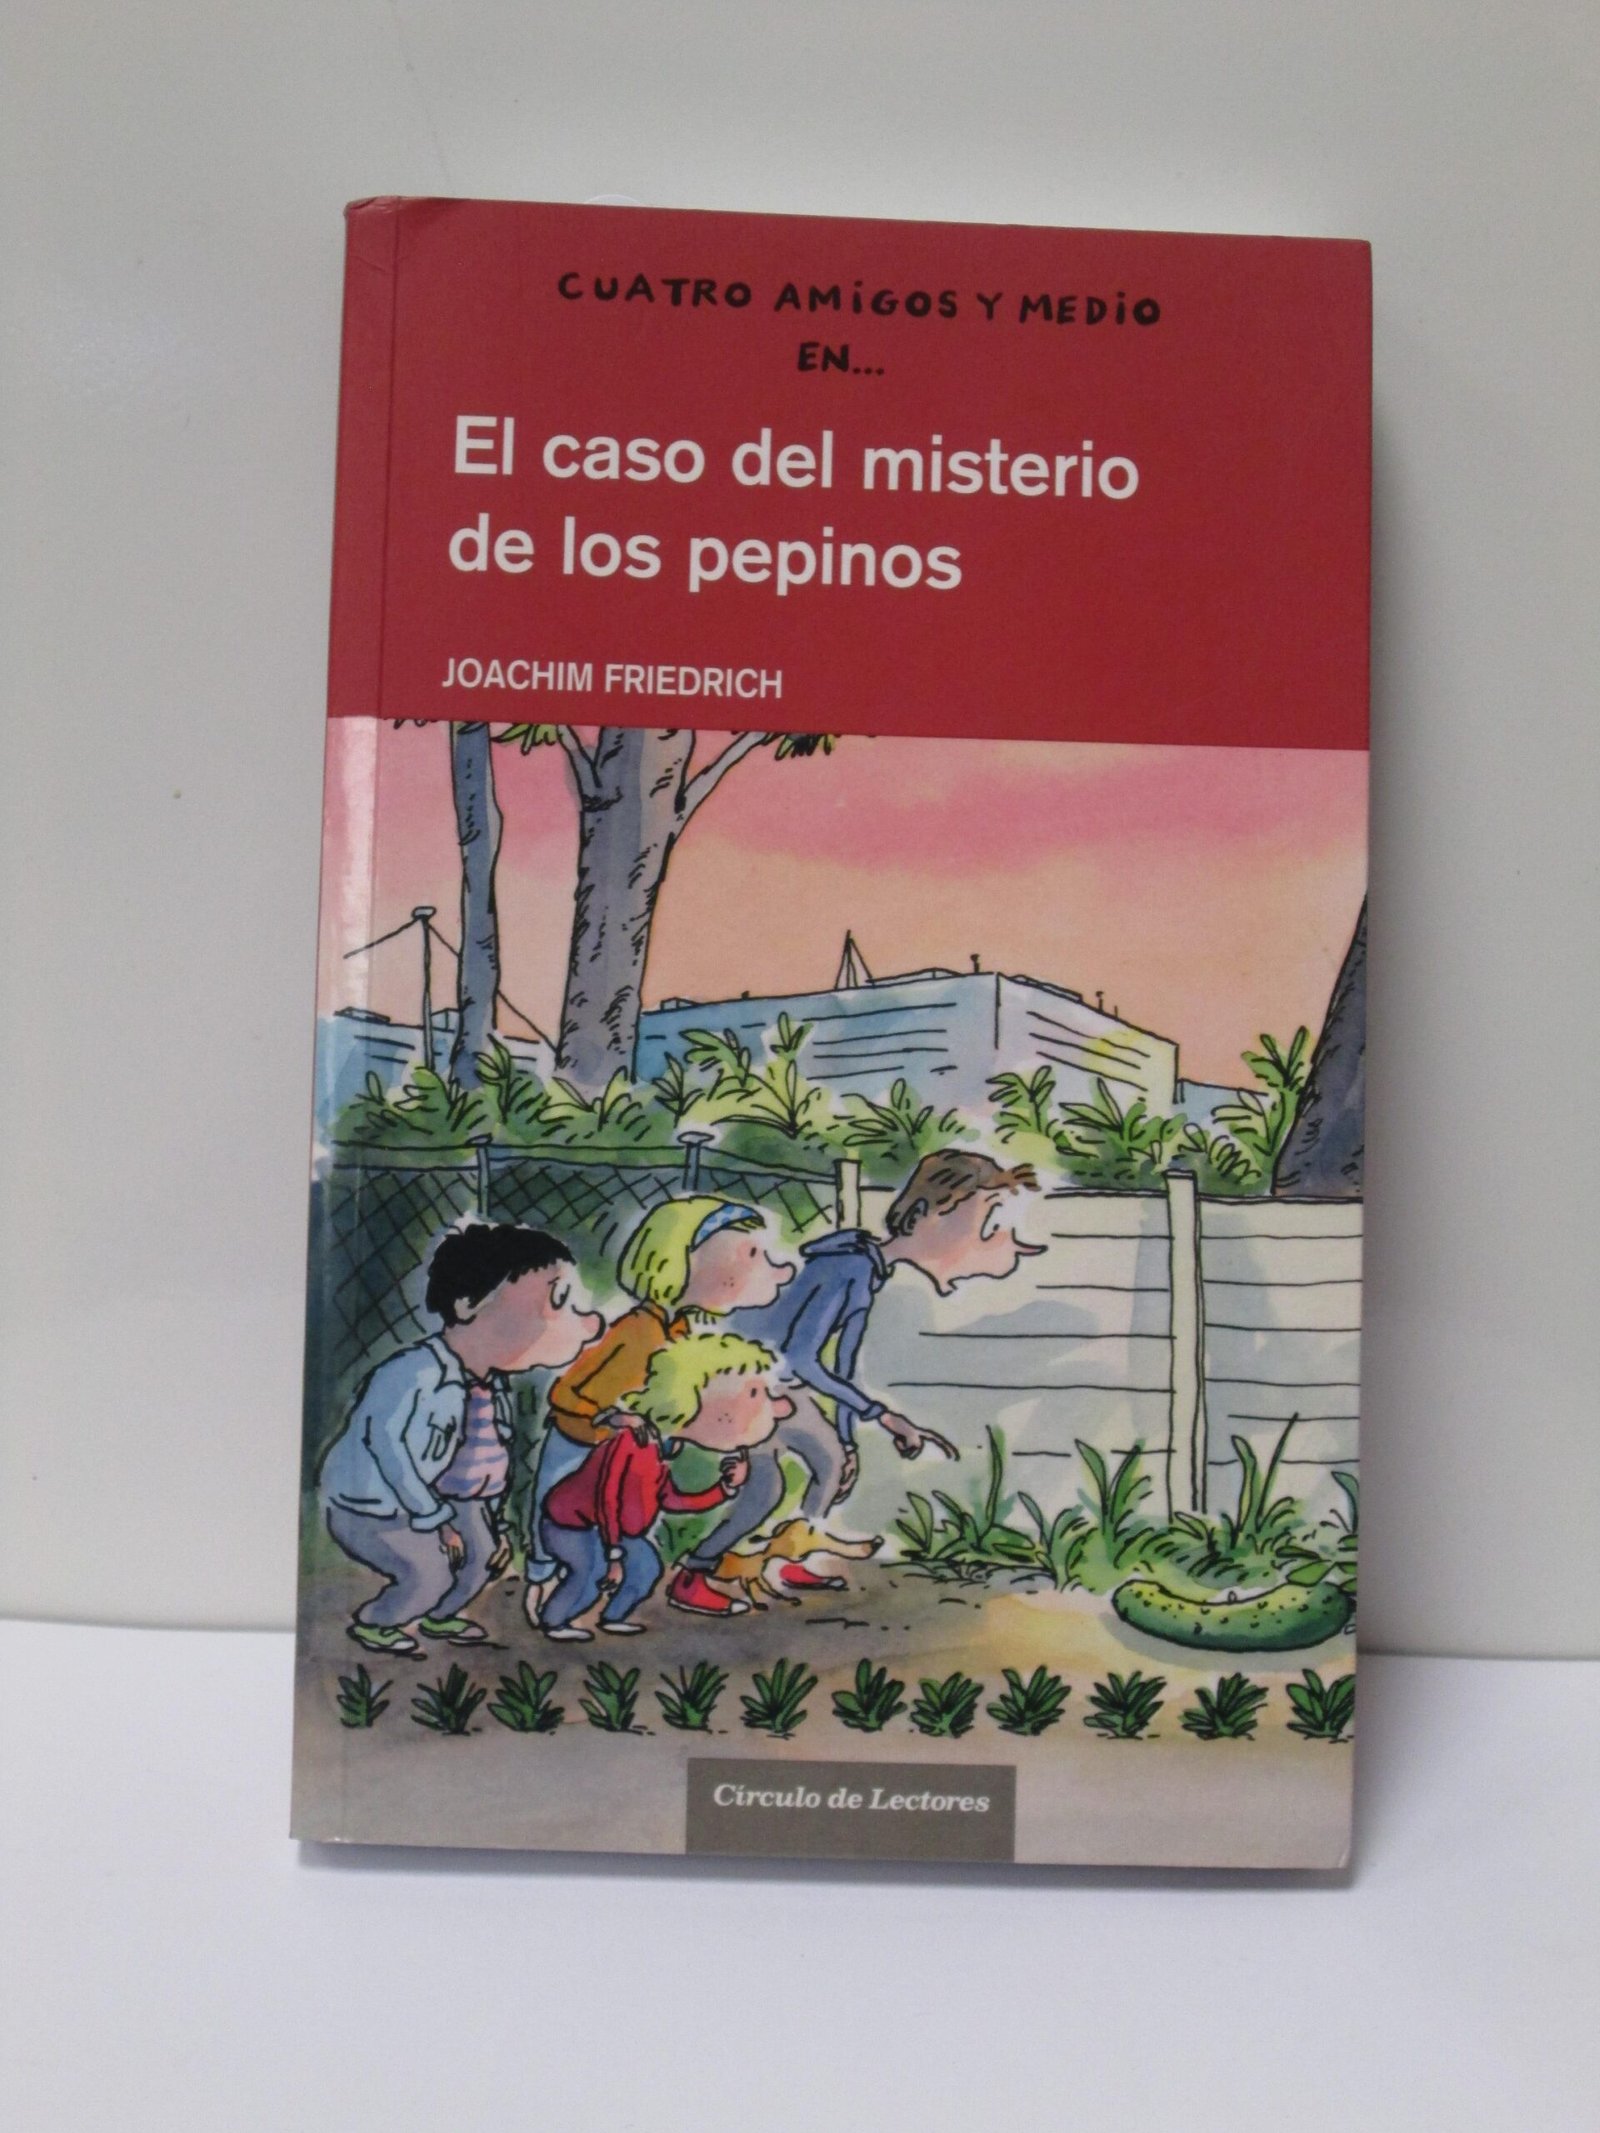 CUATRO AMiGOS Y MEDiO
EN...
El caso del misterio
de los pepinos
JOACHIM FRIEDRICH
Círculo de Lectores